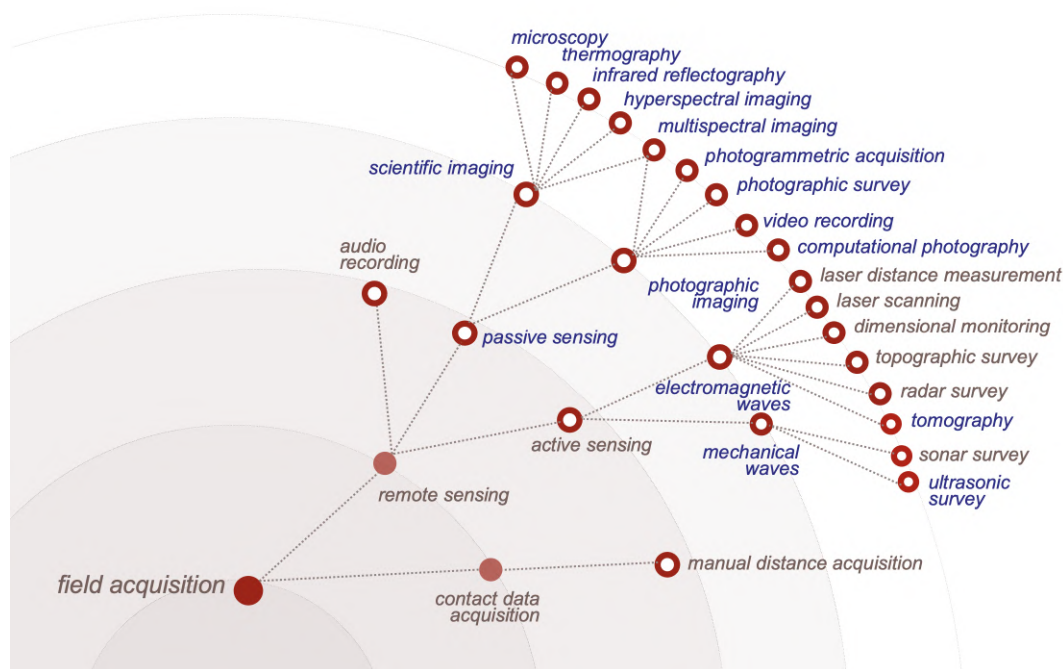 microscopy
thermography
infrared reflectography
hyperspectral imaging
multispectral imaging
scientific imaging
photogrammetric acquisition
photographic survey
video recording
audio
recording
computational photography
laser distance measurement
photographic
imaging
laser scanning
dimensional monitoring
passive sensing
topographic survey
electromagnetic
waves
radar survey
tomography
active sensing
mechanical
waves
sonar survey
ultrasonic
survey
remote sensing
manual distance acquisition
field acquisition
contact data
acquisition